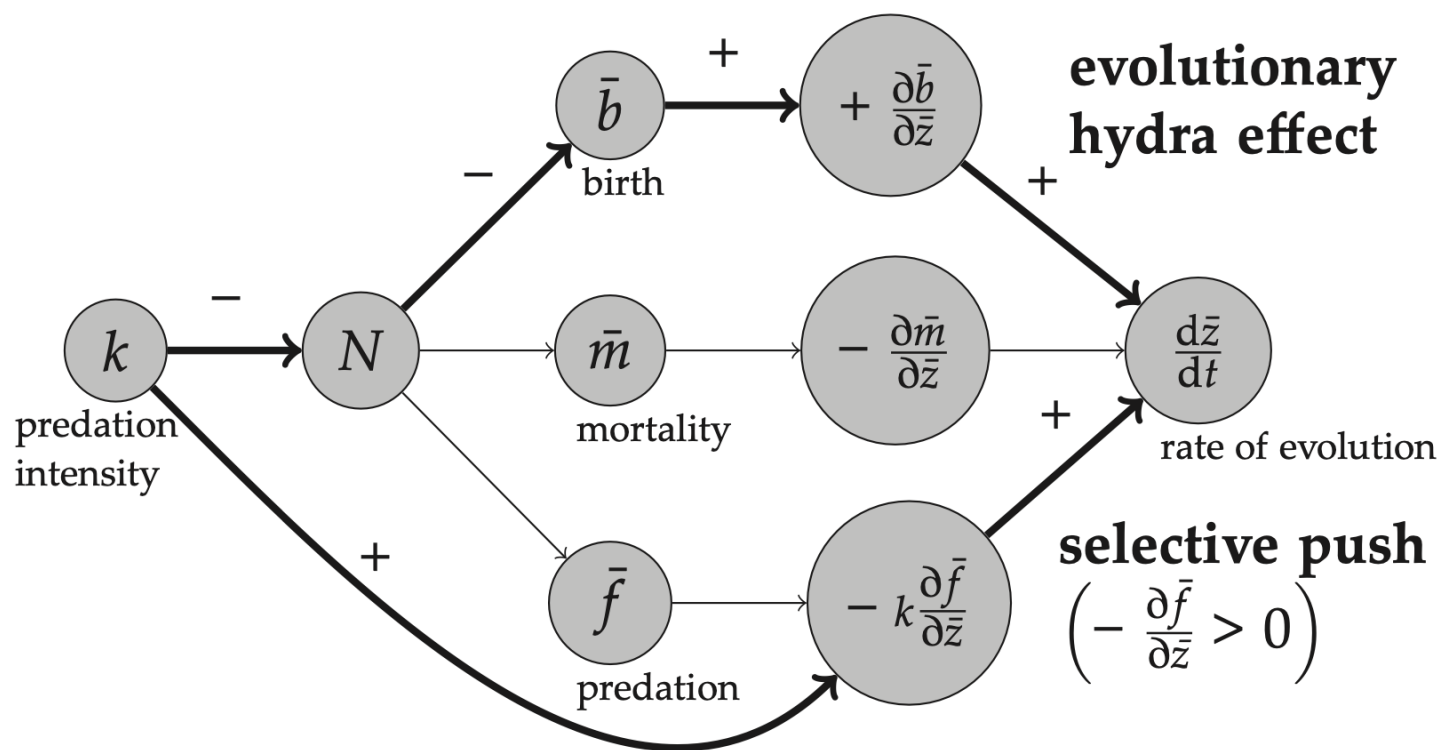 b̄
birth
+
+ ∂b̄/∂z̄
evolutionary
hydra effect
−
+
−
k
predation
intensity
N
m̄
mortality
− ∂m̄/∂z̄
dz̄/dt
rate of evolution
+
+
f̄
predation
− k ∂f̄/∂z̄
selective push
(− ∂f̄/∂z̄ > 0)